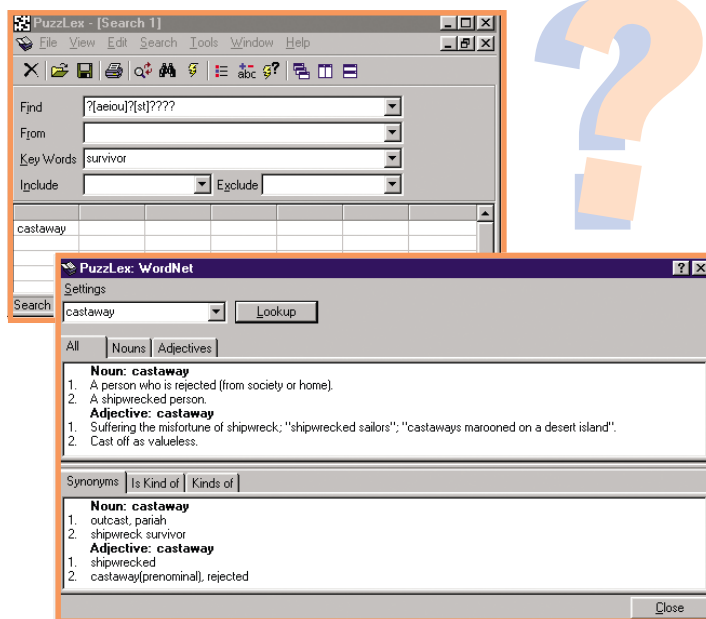 PuzzLex - [Search 1]
File View Edit Search Tools Window Help
abc
Find ?[aeiou]?[st]????
From
Key Words survivor
Include Exclude
castaway
Search
PuzzLex: WordNet
Settings
castaway Lookup
All Nouns Adjectives
Noun: castaway
1. A person who is rejected (from society or home).
2. A shipwrecked person.
Adjective: castaway
1. Suffering the misfortune of shipwreck; "shipwrecked sailors"; "castaways marooned on a desert island".
2. Cast off as valueless.
Synonyms Is Kind of Kinds of
Noun: castaway
1. outcast, pariah
2. shipwreck survivor
Adjective: castaway
1. shipwrecked
2. castaway(prenominal), rejected
Close
?